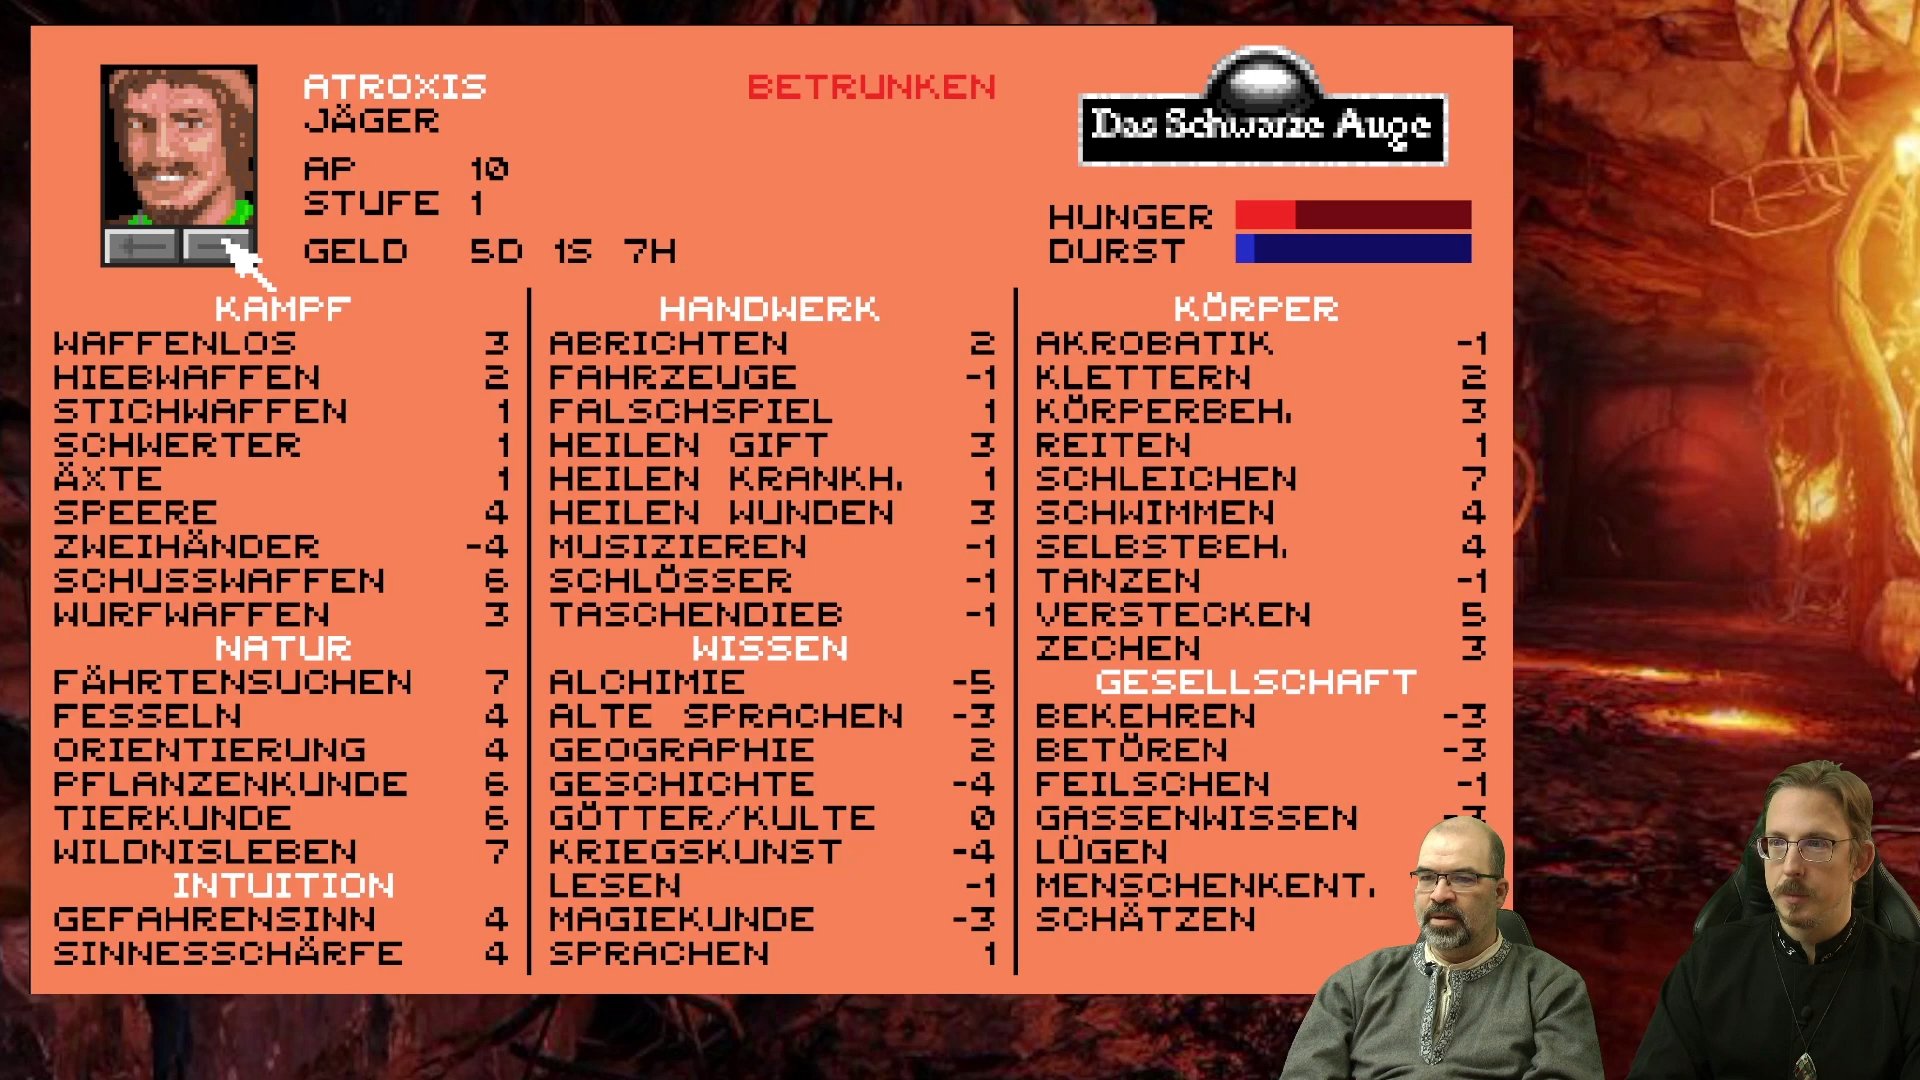 ATROXIS
JÄGER
BETRUNKEN
AP 10
STUFE 1
GELD 5D 1S 7H
Das Schwarze Auge
HUNGER
DURST
KAMPF
WAFFENLOS 3
HIEBWAFFEN 2
STICHWAFFEN 1
SCHWERTER 1
ÄXTE 1
SPEERE 4
ZWEIHÄNDER -4
SCHUSSWAFFEN 6
WURFWAFFEN 3
NATUR
FÄHRTENSUCHEN 7
FESSELN 4
ORIENTIERUNG 4
PFLANZENKUNDE 6
TIERKUNDE 6
WILDNISLEBEN 7
INTUITION
GEFAHRENSINN 4
SINNESSCHÄRFE 4
HANDWERK
ABRICHTEN 2
FAHRZEUGE -1
FALSCHSPIEL 1
HEILEN GIFT 3
HEILEN KRANKH. 1
HEILEN WUNDEN 3
MUSIZIEREN -1
SCHLÖSSER -1
TASCHENDIEB -1
WISSEN
ALCHIMIE -5
ALTE SPRACHEN -3
GEOGRAPHIE 2
GESCHICHTE -4
GÖTTER/KULTE 0
KRIEGSKUNST -4
LESEN -1
MAGIEKUNDE -3
SPRACHEN 1
KÖRPER
AKROBATIK -1
KLETTERN 2
KÖRPERBEH. 3
REITEN 1
SCHLEICHEN 7
SCHWIMMEN 4
SELBSTBEH. 4
TANZEN -1
VERSTECKEN 5
ZECHEN 3
GESELLSCHAFT
BEKEHREN -3
BETÖREN -3
FEILSCHEN -1
GASSENWISSEN
LÜGEN
MENSCHENKENT.
SCHÄTZEN